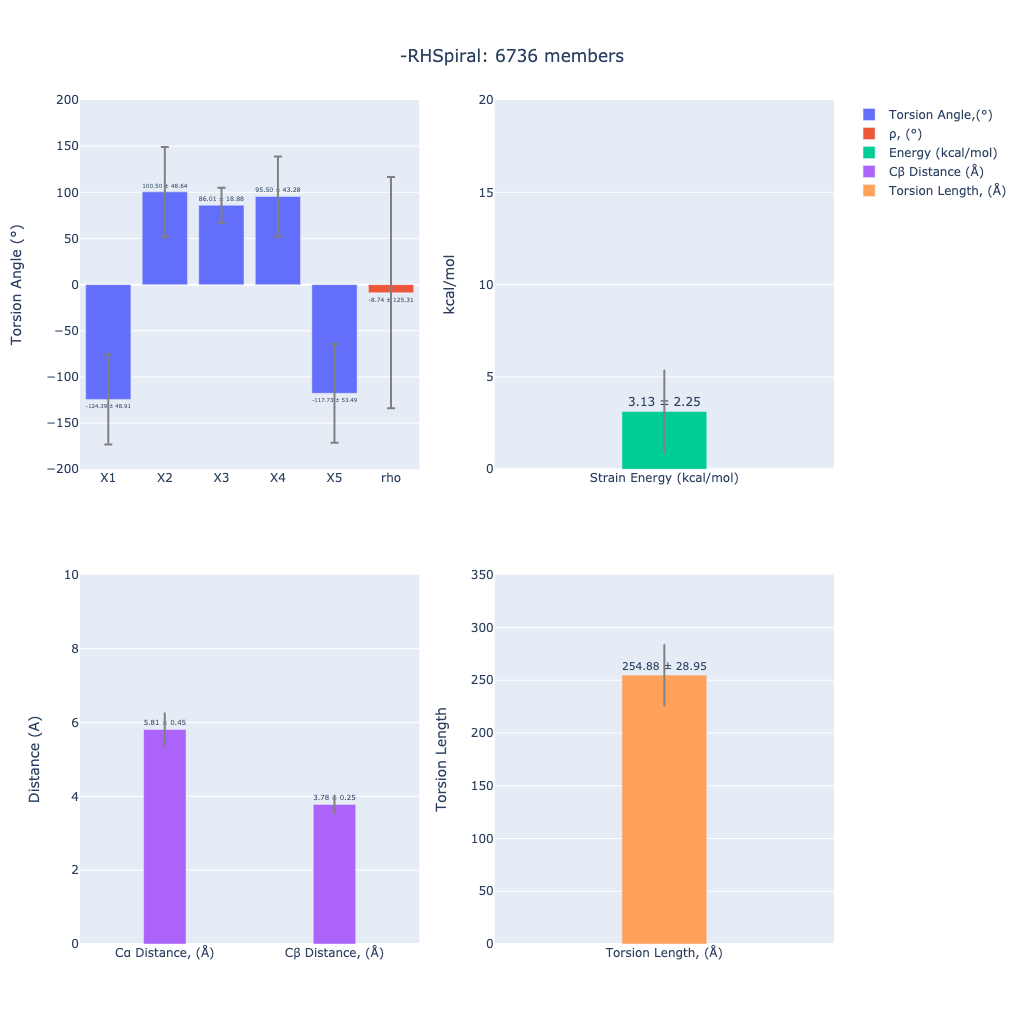 -RHSpiral: 6736 members
Torsion Angle (°)
200
150
100
50
0
−50
−100
−150
−200
-124.39 ± 48.91
100.50 ± 48.64
86.01 ± 18.88
95.50 ± 43.28
-117.73 ± 53.49
-8.74 ± 125.31
X1 X2 X3 X4 X5 rho
kcal/mol
20
15
10
5
0
3.13 ± 2.25
Strain Energy (kcal/mol)
Torsion Angle,(°)
ρ, (°)
Energy (kcal/mol)
Cβ Distance (Å)
Torsion Length, (Å)
Distance (A)
10
8
6
4
2
0
5.81 ± 0.45
3.78 ± 0.25
Cα Distance, (Å) Cβ Distance, (Å)
Torsion Length
350
300
250
200
150
100
50
0
254.88 ± 28.95
Torsion Length, (Å)